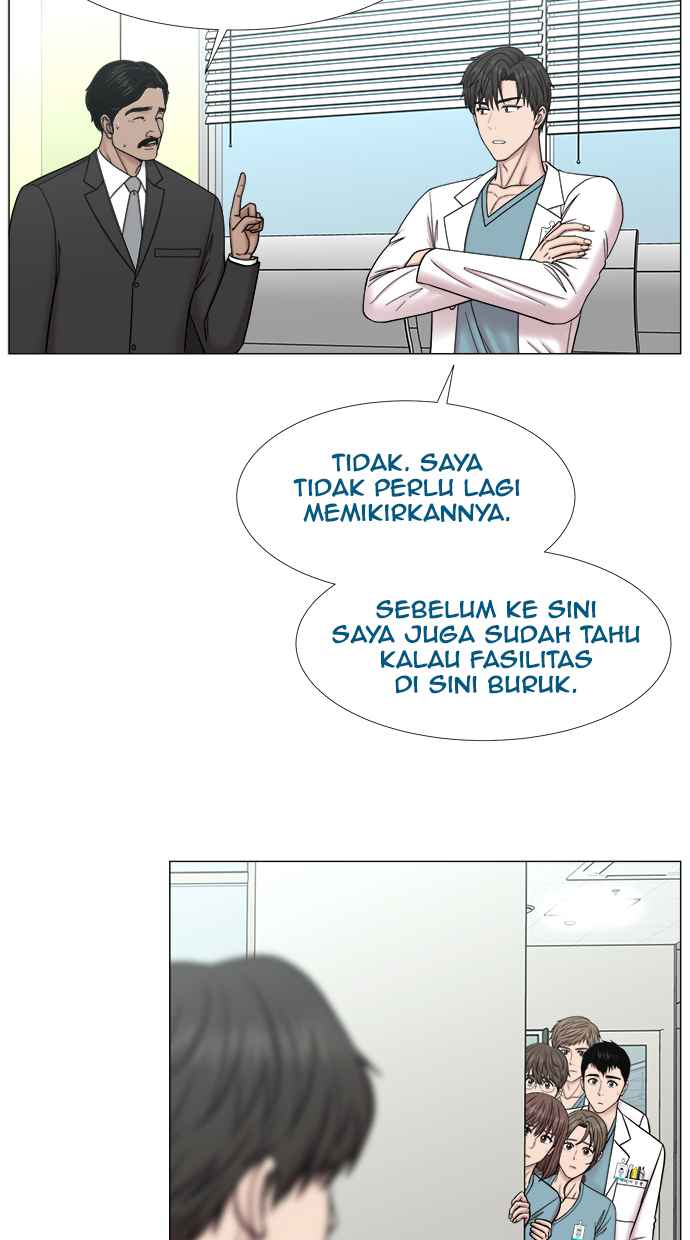 TIDAK. SAYA
TIDAK PERLU LAGI
MEMIKIRKANNYA.
SEBELUM KE SINI
SAYA JUGA SUDAH TAHU
KALAU FASILITAS
DI SINI BURUK.